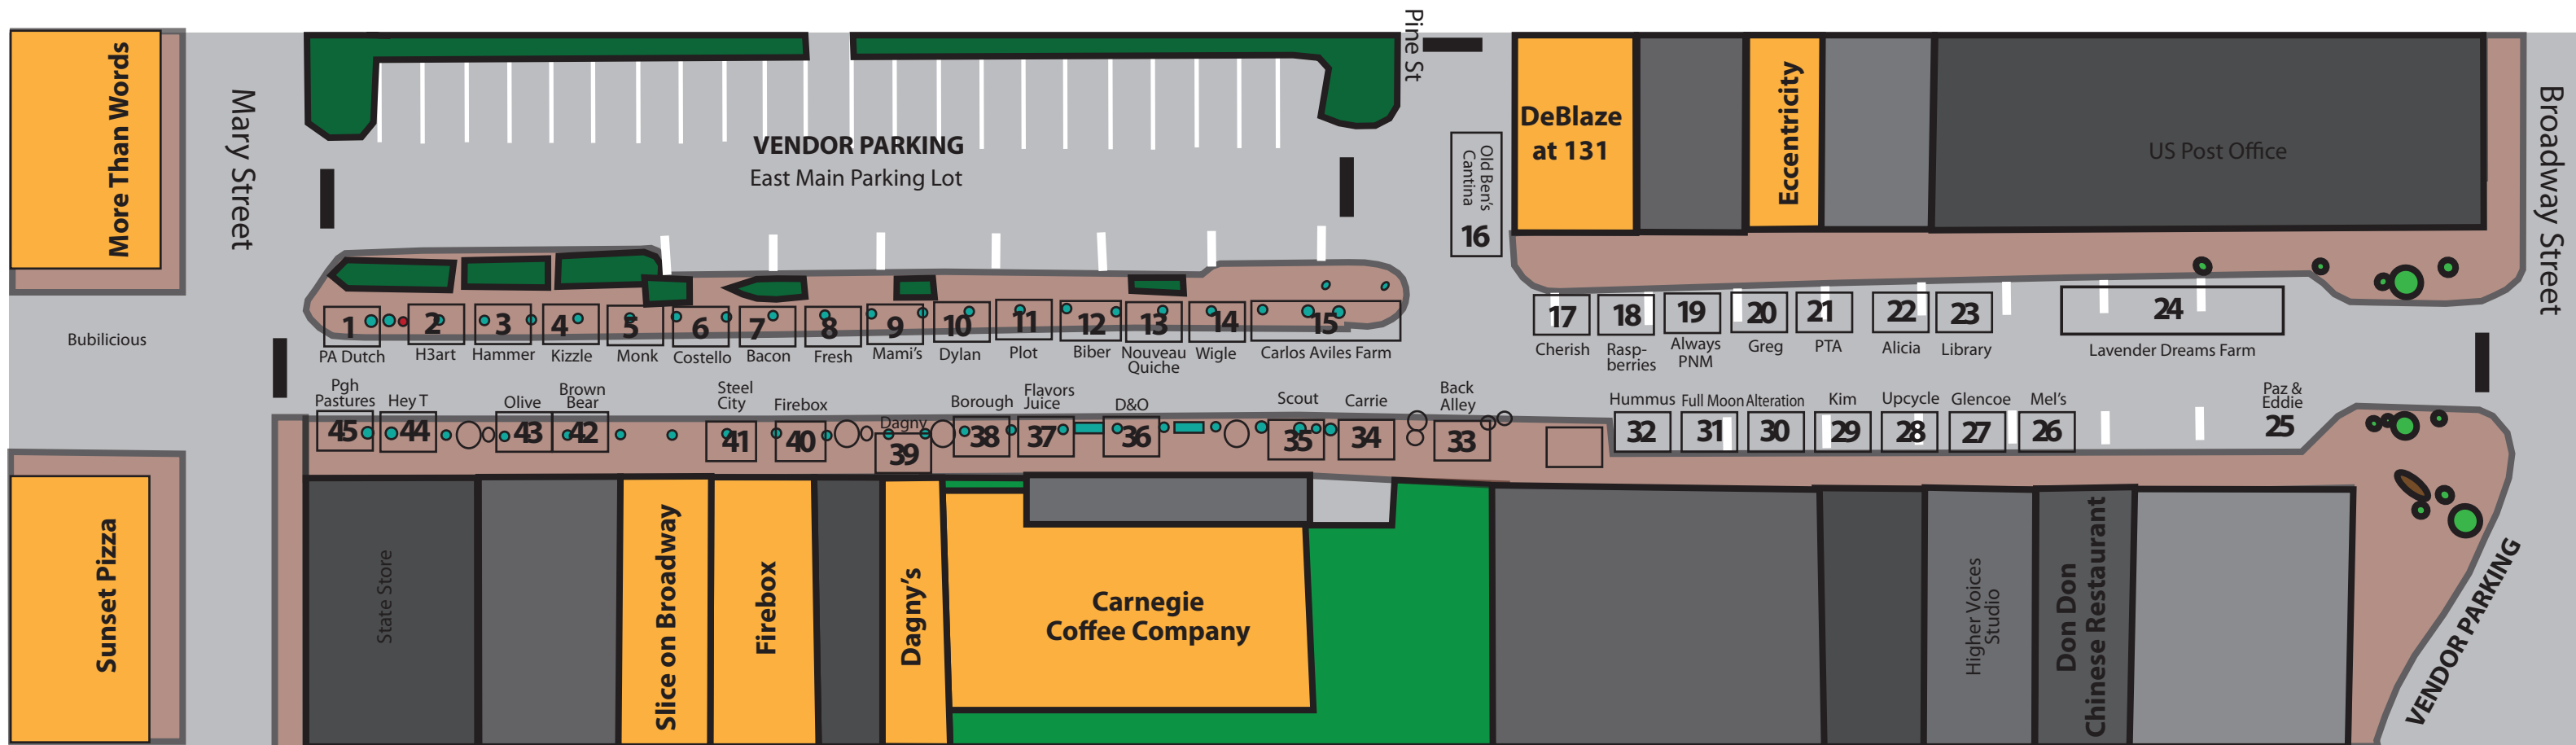 Pine St
More Than Words
Mary Street
VENDOR PARKING
East Main Parking Lot
Old Ben's
Cantina
16
DeBlaze
at 131
Eccentricity
US Post Office
Broadway Street
1
2
3
4
5
6
7
8
9
10
11
12
13
14
15
17
18
19
20
21
22
23
24
Bubilicious
PA Dutch
H3art
Hammer
Kizzle
Monk
Costello
Bacon
Fresh
Mami's
Dylan
Plot
Biber
Nouveau
Quiche
Wigle
Carlos Aviles Farm
Cherish
Rasp-
berries
Always
PNM
Greg
PTA
Alicia
Library
Lavender Dreams Farm
Pgh
Pastures
Hey T
Olive
Brown
Bear
Steel
City
Firebox
Dagny
Borough
Flavors
Juice
D&O
Scout
Carrie
Back
Alley
Hummus
Full Moon
Alteration
Kim
Upcycle
Glencoe
Mel's
Paz &
Eddie
45
44
43
42
41
40
39
38
37
36
35
34
33
32
31
30
29
28
27
26
25
Sunset Pizza
State Store
Slice on Broadway
Firebox
Dagny's
Carnegie
Coffee Company
Higher Voices
Studio
Don Don
Chinese Restaurant
VENDOR PARKING